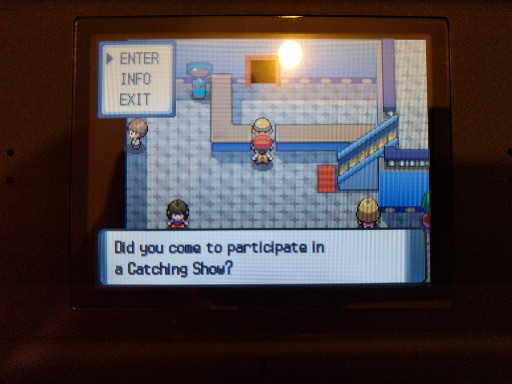 ENTER
INFO
EXIT
Did you come to participate in
a Catching Show?